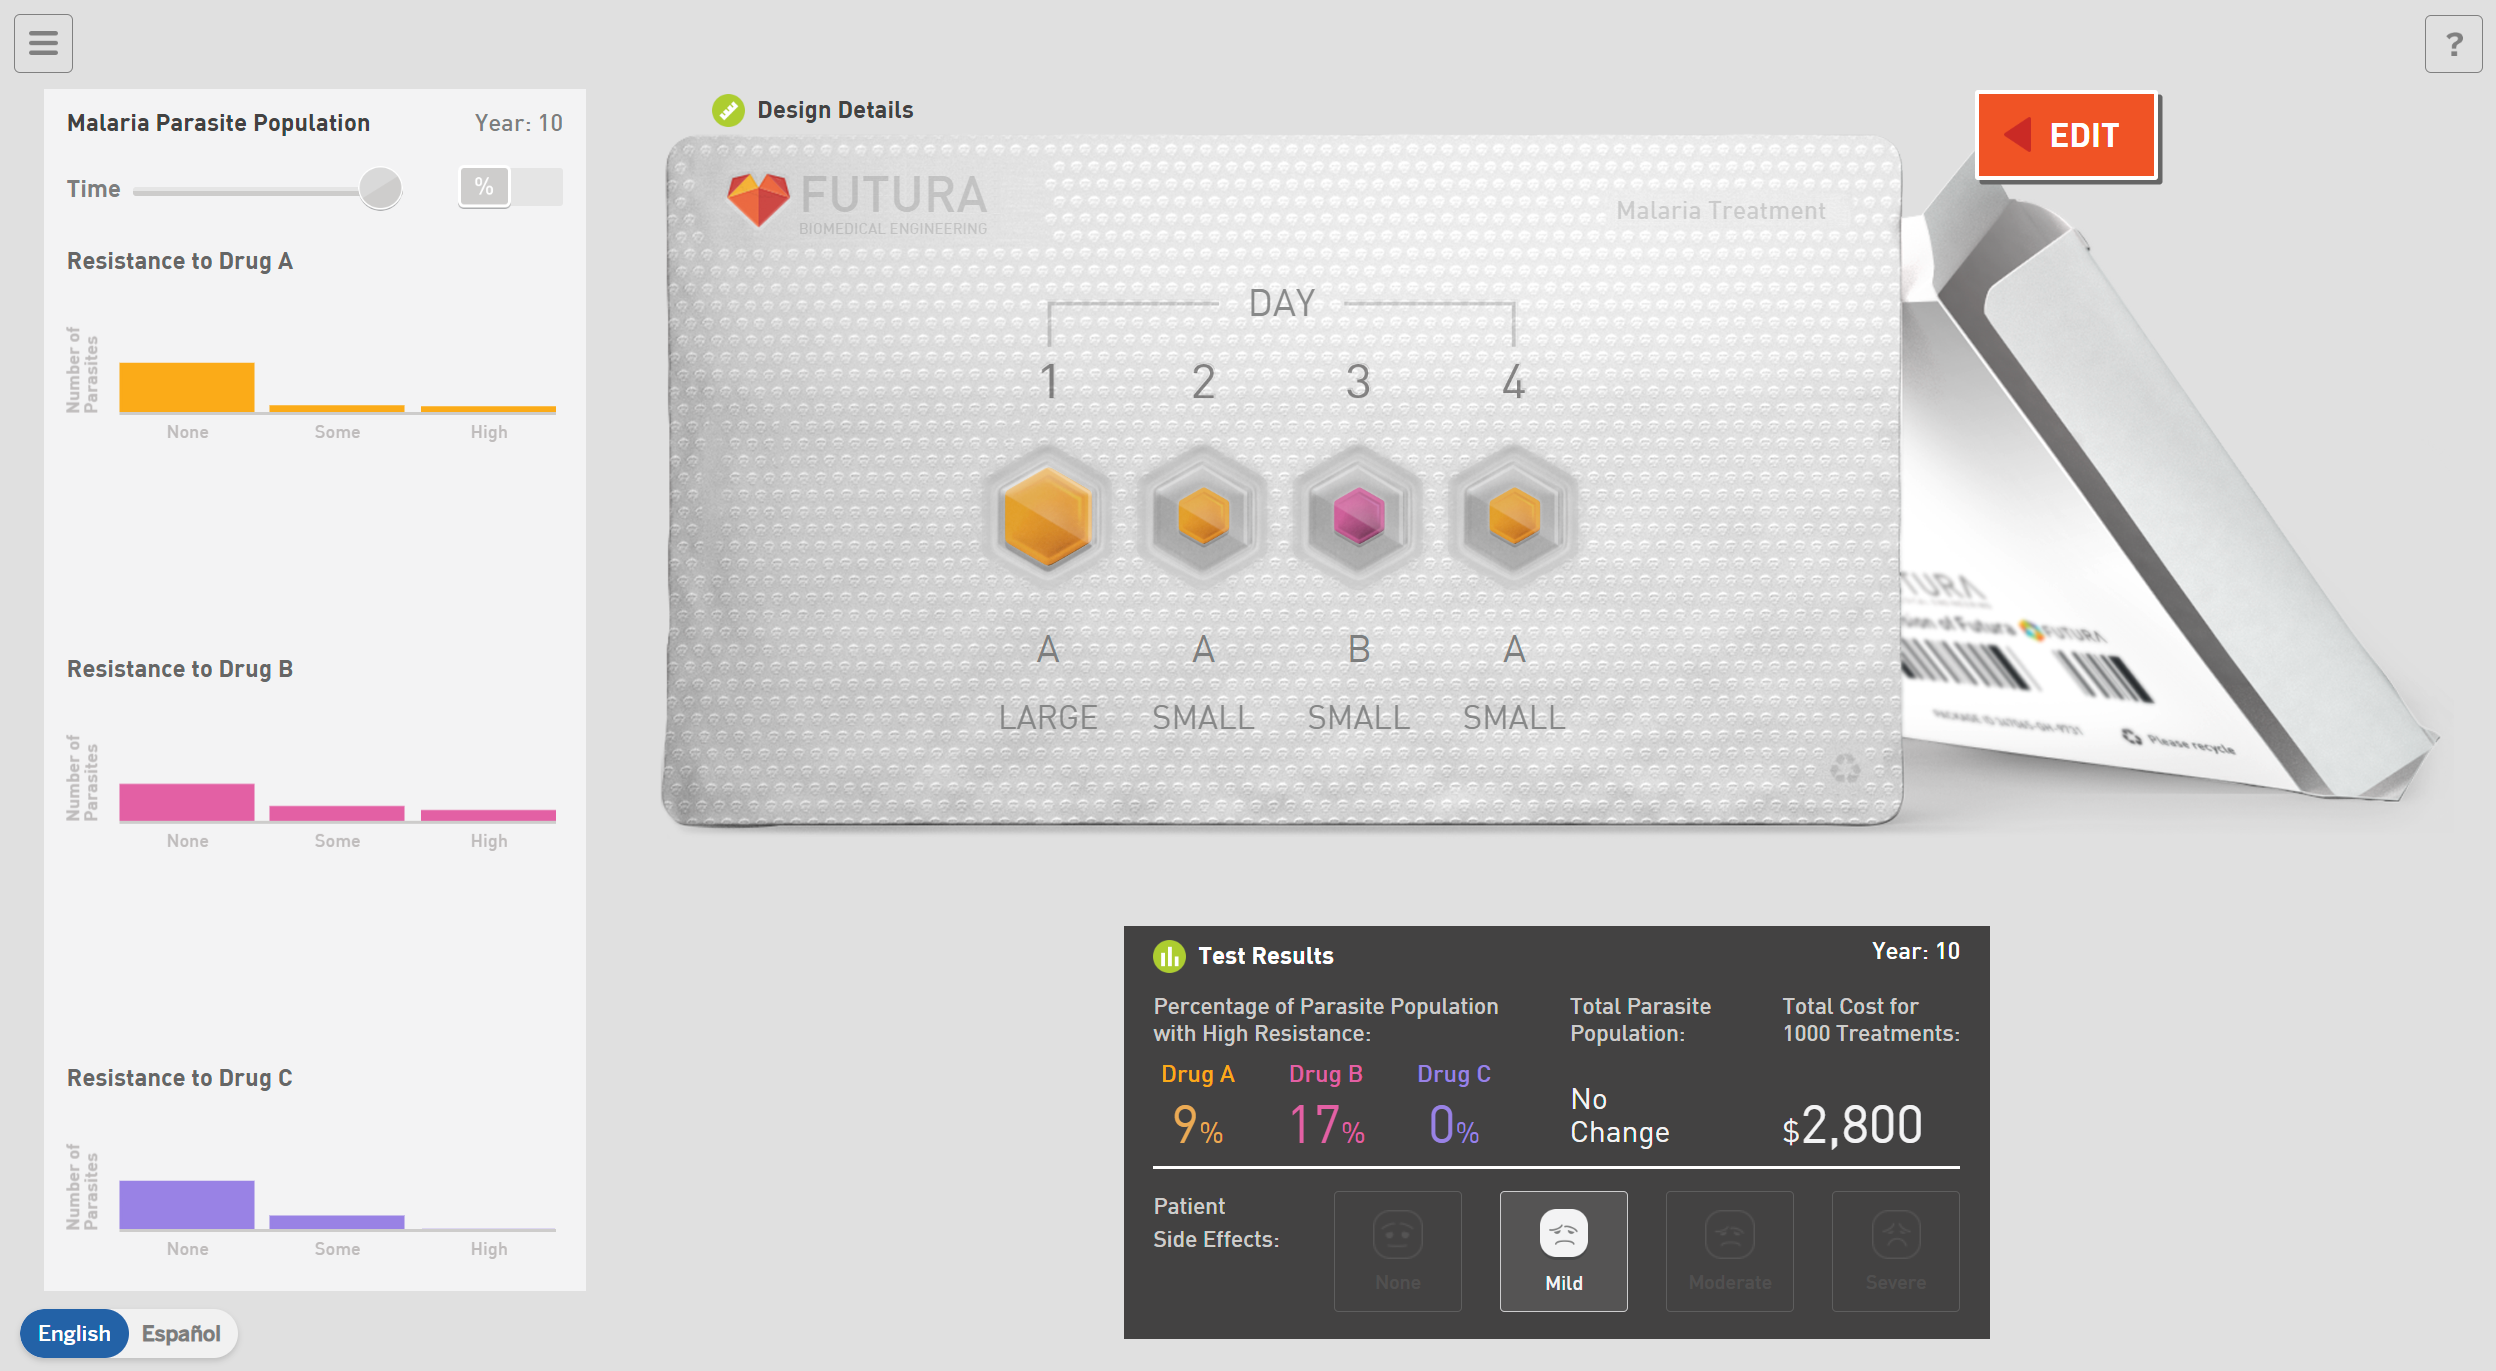 ?
Malaria Parasite Population
Year: 10
Time
%
Resistance to Drug A
Number of
Parasites
None
Some
High
Resistance to Drug B
Number of
Parasites
None
Some
High
Resistance to Drug C
Number of
Parasites
None
Some
High
English
Español
Design Details
EDIT
FUTURA
BIOMEDICAL ENGINEERING
Malaria Treatment
DAY
1 2 3 4
A A B A
LARGE SMALL SMALL SMALL
FUTURA
Please recycle
Test Results
Year: 10
Percentage of Parasite Population
with High Resistance:
Drug A Drug B Drug C
9% 17% 0%
Total Parasite
Population:
No
Change
Total Cost for
1000 Treatments:
$2,800
Patient
Side Effects:
None
Mild
Moderate
Severe